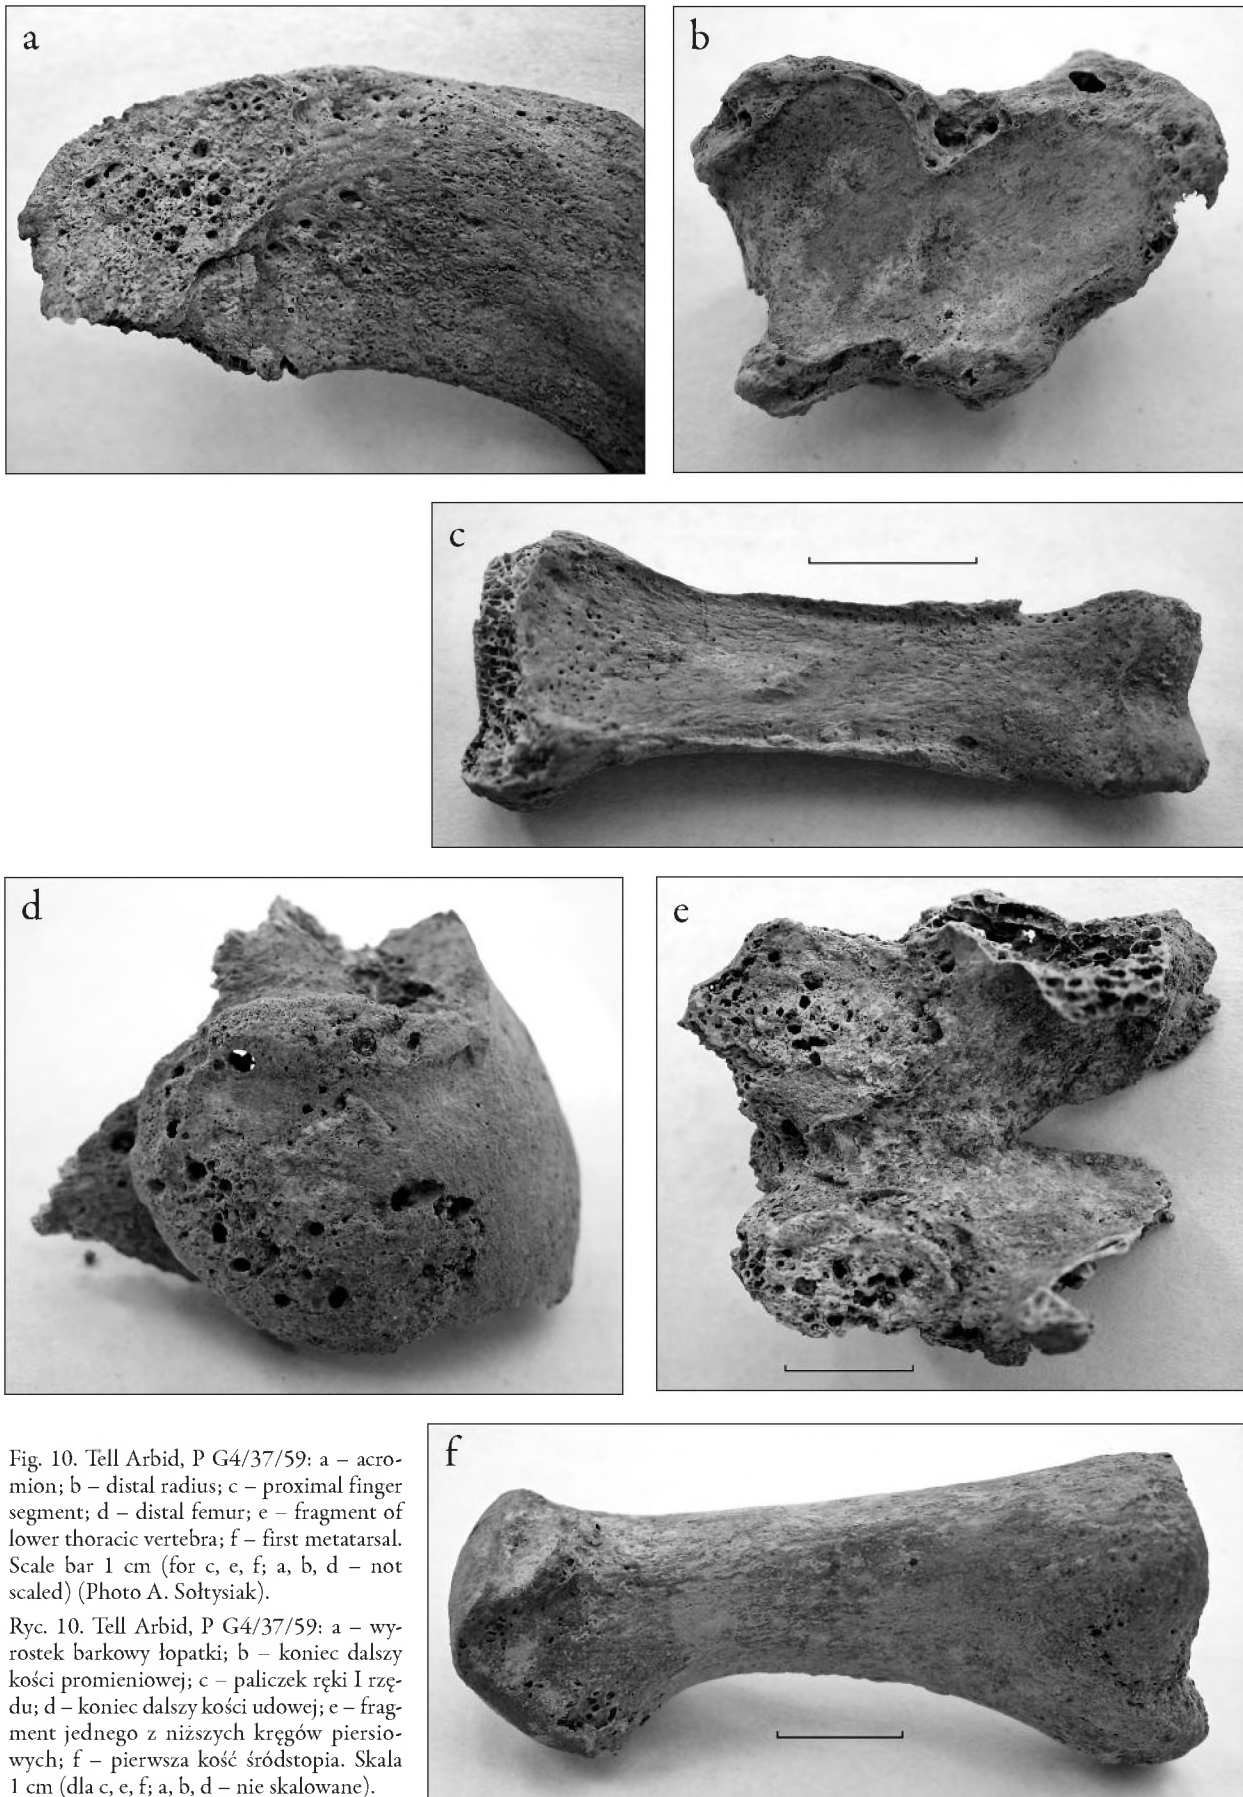 a
b
c
d
e
f
Fig. 10. Tell Arbid, P G4/37/59: a – acro-
mion; b – distal radius; c – proximal finger
segment; d – distal femur; e – fragment of
lower thoracic vertebra; f – first metatarsal.
Scale bar 1 cm (for c, e, f; a, b, d – not
scaled) (Photo A. Sołtysiak).
Ryc. 10. Tell Arbid, P G4/37/59: a – wy-
rostek barkowy łopatki; b – koniec dalszy
kości promieniowej; c – paliczek ręki I rzę-
du; d – koniec dalszy kości udowej; e – frag-
ment jednego z niższych kręgów piersio-
wych; f – pierwsza kość śródstopia. Skala
1 cm (dla c, e, f; a, b, d – nie skalowane).